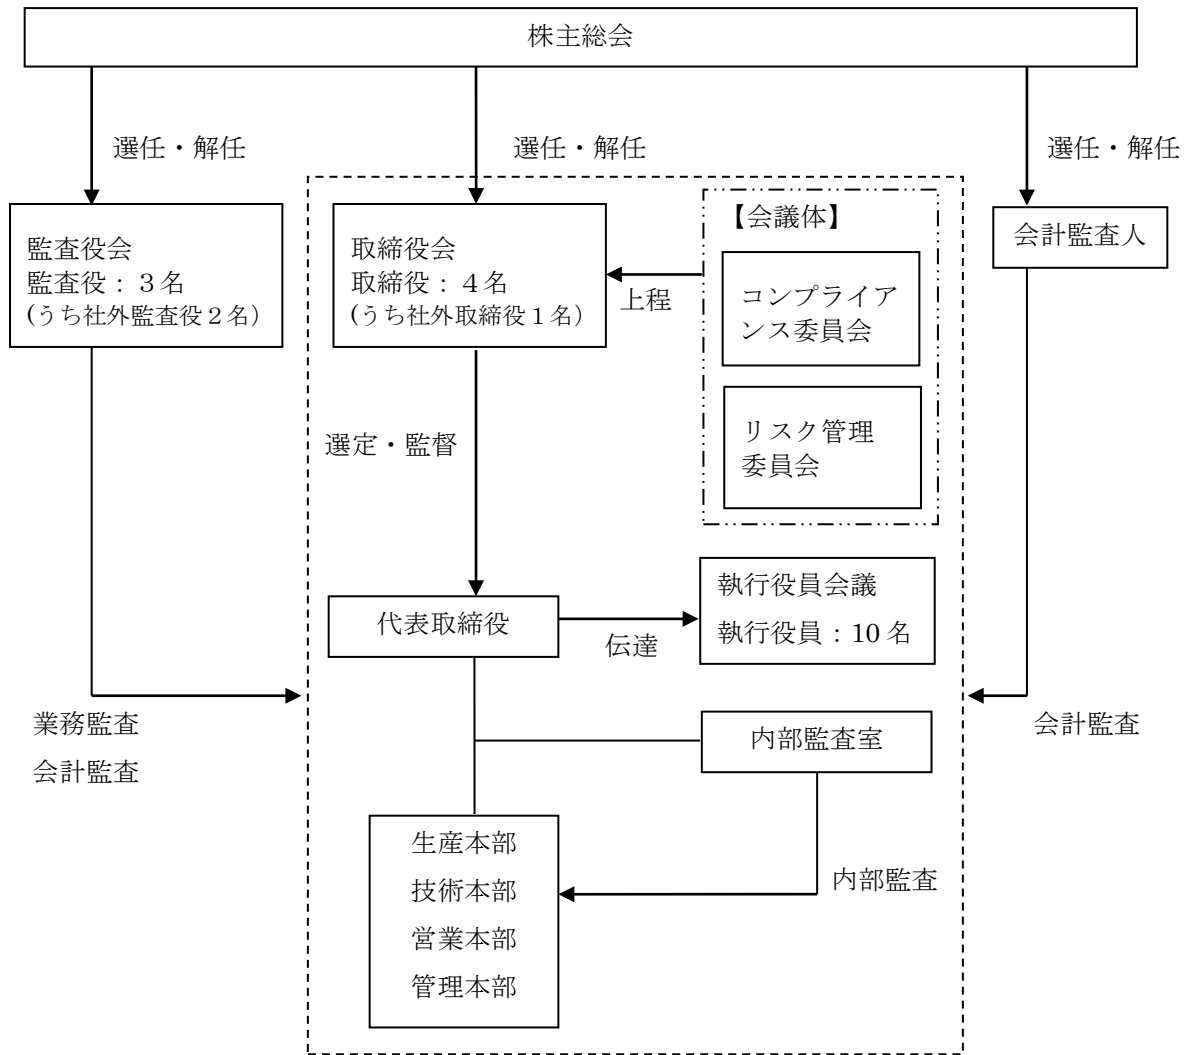 株主総会
選任・解任
選任・解任
選任・解任
監査役会
監査役：３名
(うち社外監査役２名）
取締役会
取締役：４名
(うち社外取締役１名）
上程
【会議体】
コンプライア
ンス委員会
リスク管理
委員会
会計監査人
選定・監督
代表取締役
伝達
執行役員会議
執行役員：10 名
業務監査
会計監査
内部監査室
会計監査
生産本部
技術本部
営業本部
管理本部
内部監査